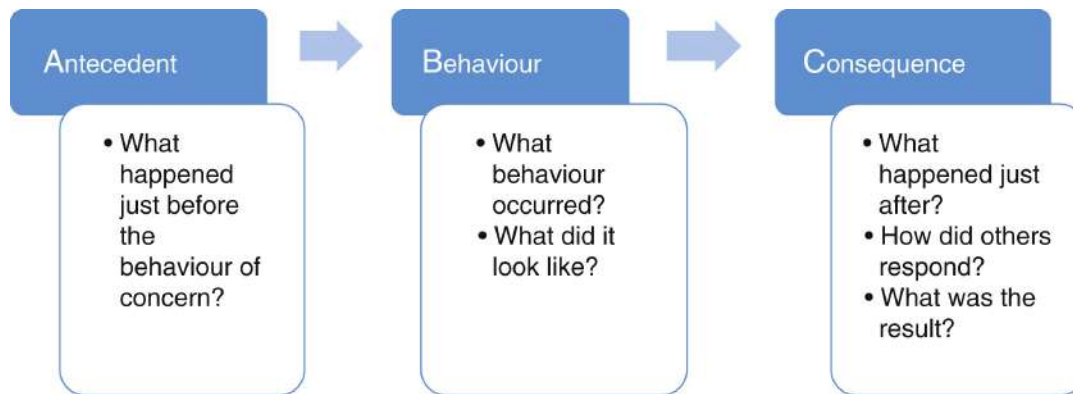 Antecedent
• What
happened
just before
the
behaviour of
concern?
Behaviour
• What
behaviour
occurred?
• What did it
look like?
Consequence
• What
happened just
after?
• How did others
respond?
• What was the
result?